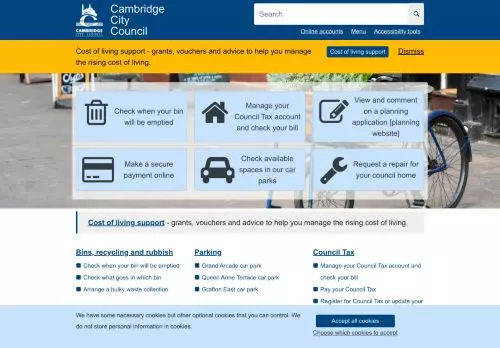 Cambridge
City
Council
CAMBRIDGE
CITY COUNCIL
Search
Online accounts Menu Accessibility tools
Cost of living support - grants, vouchers and advice to help you manage
the rising cost of living.
Cost of living support
Dismiss
Check when your bin
will be emptied
Manage your
Council Tax account
and check your bill
View and comment
on a planning
application [planning
website]
Make a secure
payment online
Check available
spaces in our car
parks
Request a repair for
your council home
Cost of living support - grants, vouchers and advice to help you manage the rising cost of living.
Bins, recycling and rubbish
Check when your bin will be emptied
Check what goes in which bin
Arrange a bulky waste collection
Parking
Grand Arcade car park
Queen Anne Terrace car park
Grafton East car park
Council Tax
Manage your Council Tax account and
check your bill
Pay your Council Tax
Register for Council Tax or update your
We have some necessary cookies but other optional cookies that you can control. We
do not store personal information in cookies.
Accept all cookies
Choose which cookies to accept